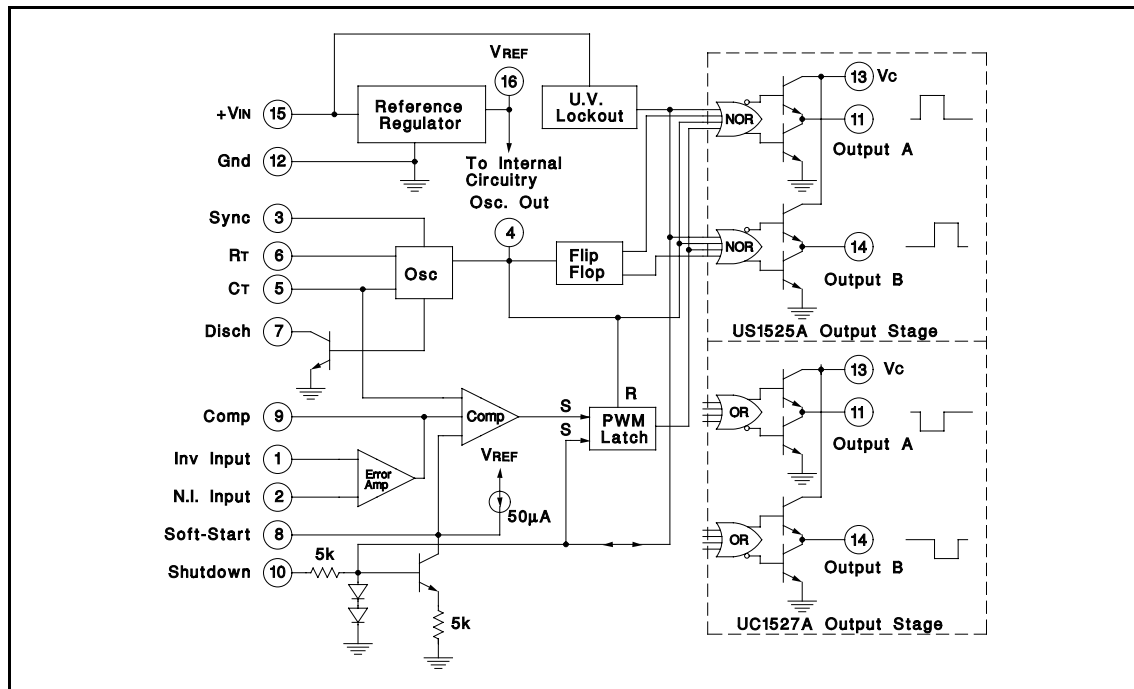 VREF
16
13 Vc
+VIN 15
Reference Regulator
U.V. Lockout
NOR
11
Output A
Gnd 12
To Internal Circuitry
Osc. Out
Sync 3
4
RT 6
Osc
Flip Flop
NOR
14
CT 5
Output B
Disch 7
US1525A Output Stage
13 Vc
R
Comp 9
Comp
S
S
PWM Latch
OR
11
Output A
Inv Input 1
Error Amp
VREF
N.I. Input 2
50µA
Soft-Start 8
OR
14
5k
Shutdown 10
Output B
5k
UC1527A Output Stage